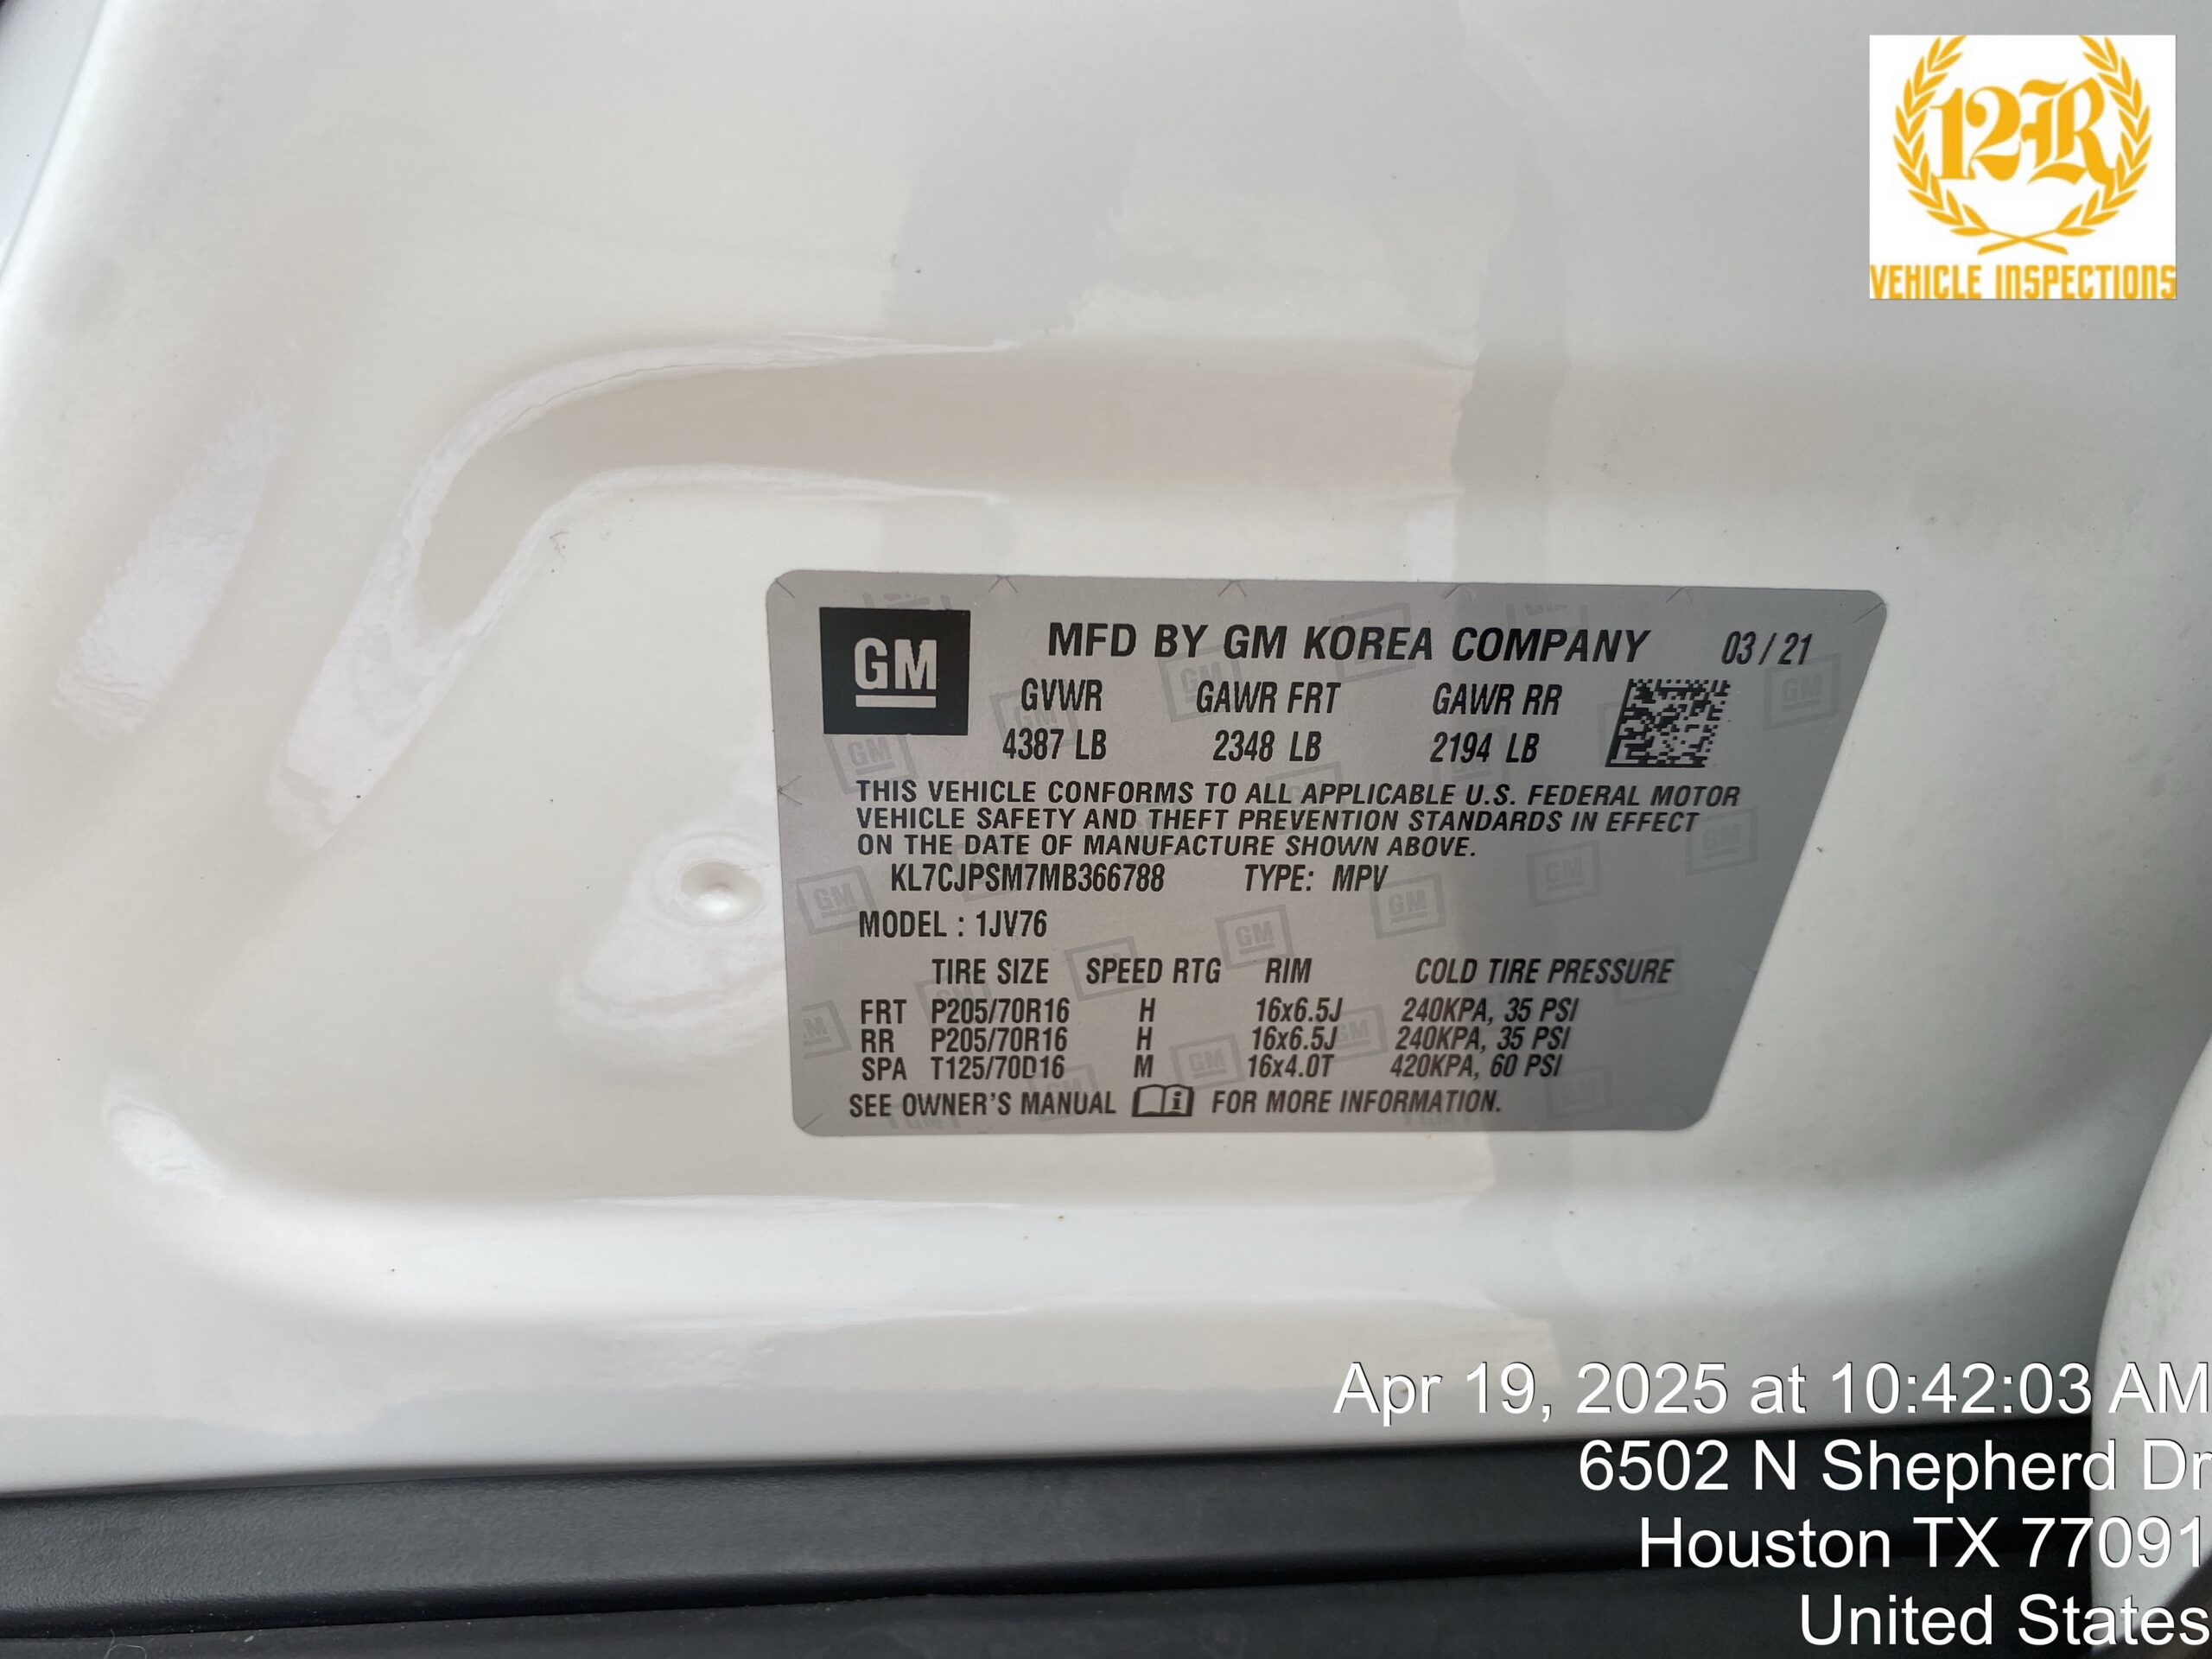 12R
VEHICLE INSPECTIONS
GM
MFD BY GM KOREA COMPANY 03/21
GVWR GAWR FRT GAWR RR
4387 LB 2348 LB 2194 LB
THIS VEHICLE CONFORMS TO ALL APPLICABLE U.S. FEDERAL MOTOR
VEHICLE SAFETY AND THEFT PREVENTION STANDARDS IN EFFECT
ON THE DATE OF MANUFACTURE SHOWN ABOVE.
KL7CJPSM7MB366788 TYPE: MPV
MODEL : 1JV76
TIRE SIZE SPEED RTG RIM COLD TIRE PRESSURE
FRT P205/70R16 H 16x6.5J 240KPA, 35 PSI
RR P205/70R16 H 16x6.5J 240KPA, 35 PSI
SPA T125/70D16 M 16x4.0T 420KPA, 60 PSI
SEE OWNER'S MANUAL i FOR MORE INFORMATION.
Apr 19, 2025 at 10:42:03 AM
6502 N Shepherd Dr
Houston TX 77091
United States